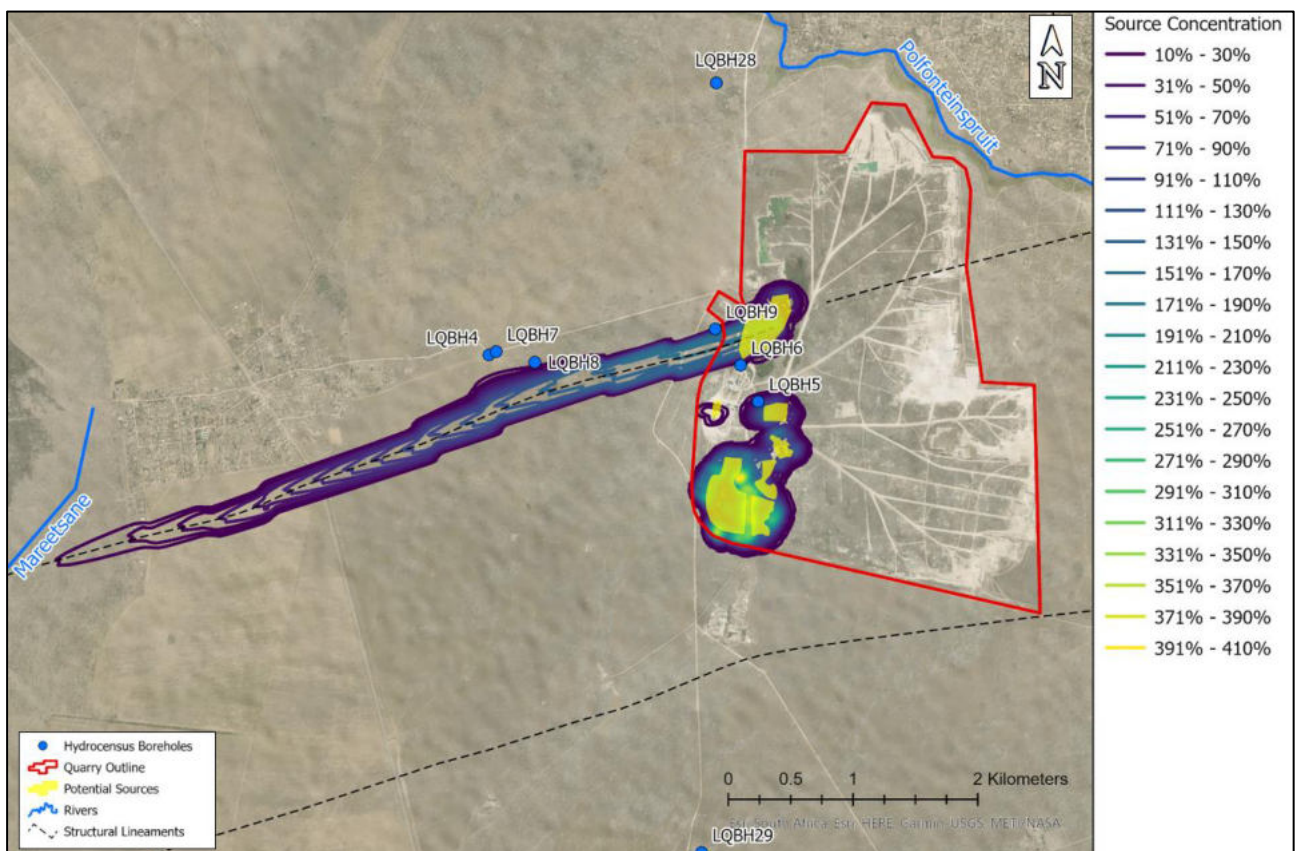 Source Concentration
10% - 30%
31% - 50%
51% - 70%
71% - 90%
91% - 110%
111% - 130%
131% - 150%
151% - 170%
171% - 190%
191% - 210%
211% - 230%
231% - 250%
251% - 270%
271% - 290%
291% - 310%
311% - 330%
331% - 350%
351% - 370%
371% - 390%
391% - 410%
N
LQBH28
Polfonteinspruit
LQBH9
LQBH7
LQBH4
LQBH8
LQBH6
LQBH5
Mareetsane
Hydrocensus Boreholes
Quarry Outline
Potential Sources
Rivers
Structural Lineaments
0 0.5 1 2 Kilometers
Esri South Africa, Esri, HERE, Garmin, USGS, METI/NASA
LQBH29